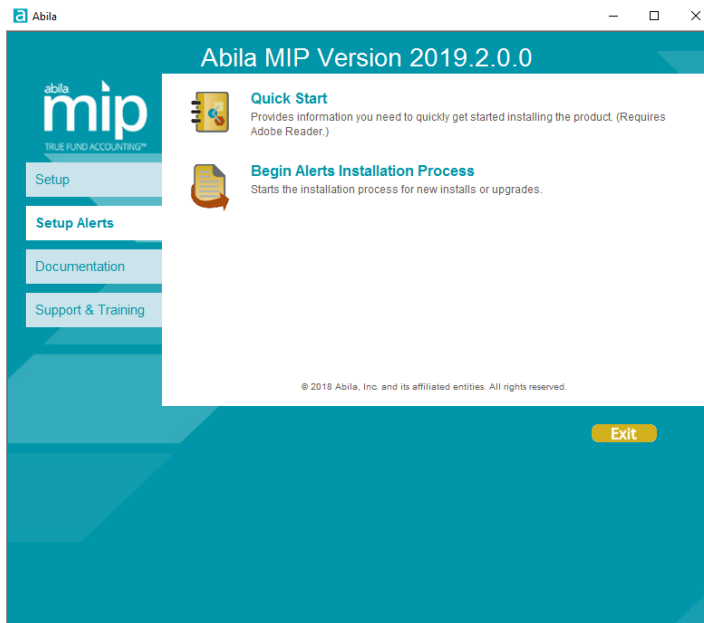 Abila
Abila MIP Version 2019.2.0.0
abila
mip
TRUE FUND ACCOUNTING™
Setup
Setup Alerts
Documentation
Support & Training
Quick Start
Provides information you need to quickly get started installing the product. (Requires
Adobe Reader.)
Begin Alerts Installation Process
Starts the installation process for new installs or upgrades.
© 2018 Abila, Inc. and its affiliated entities. All rights reserved.
Exit